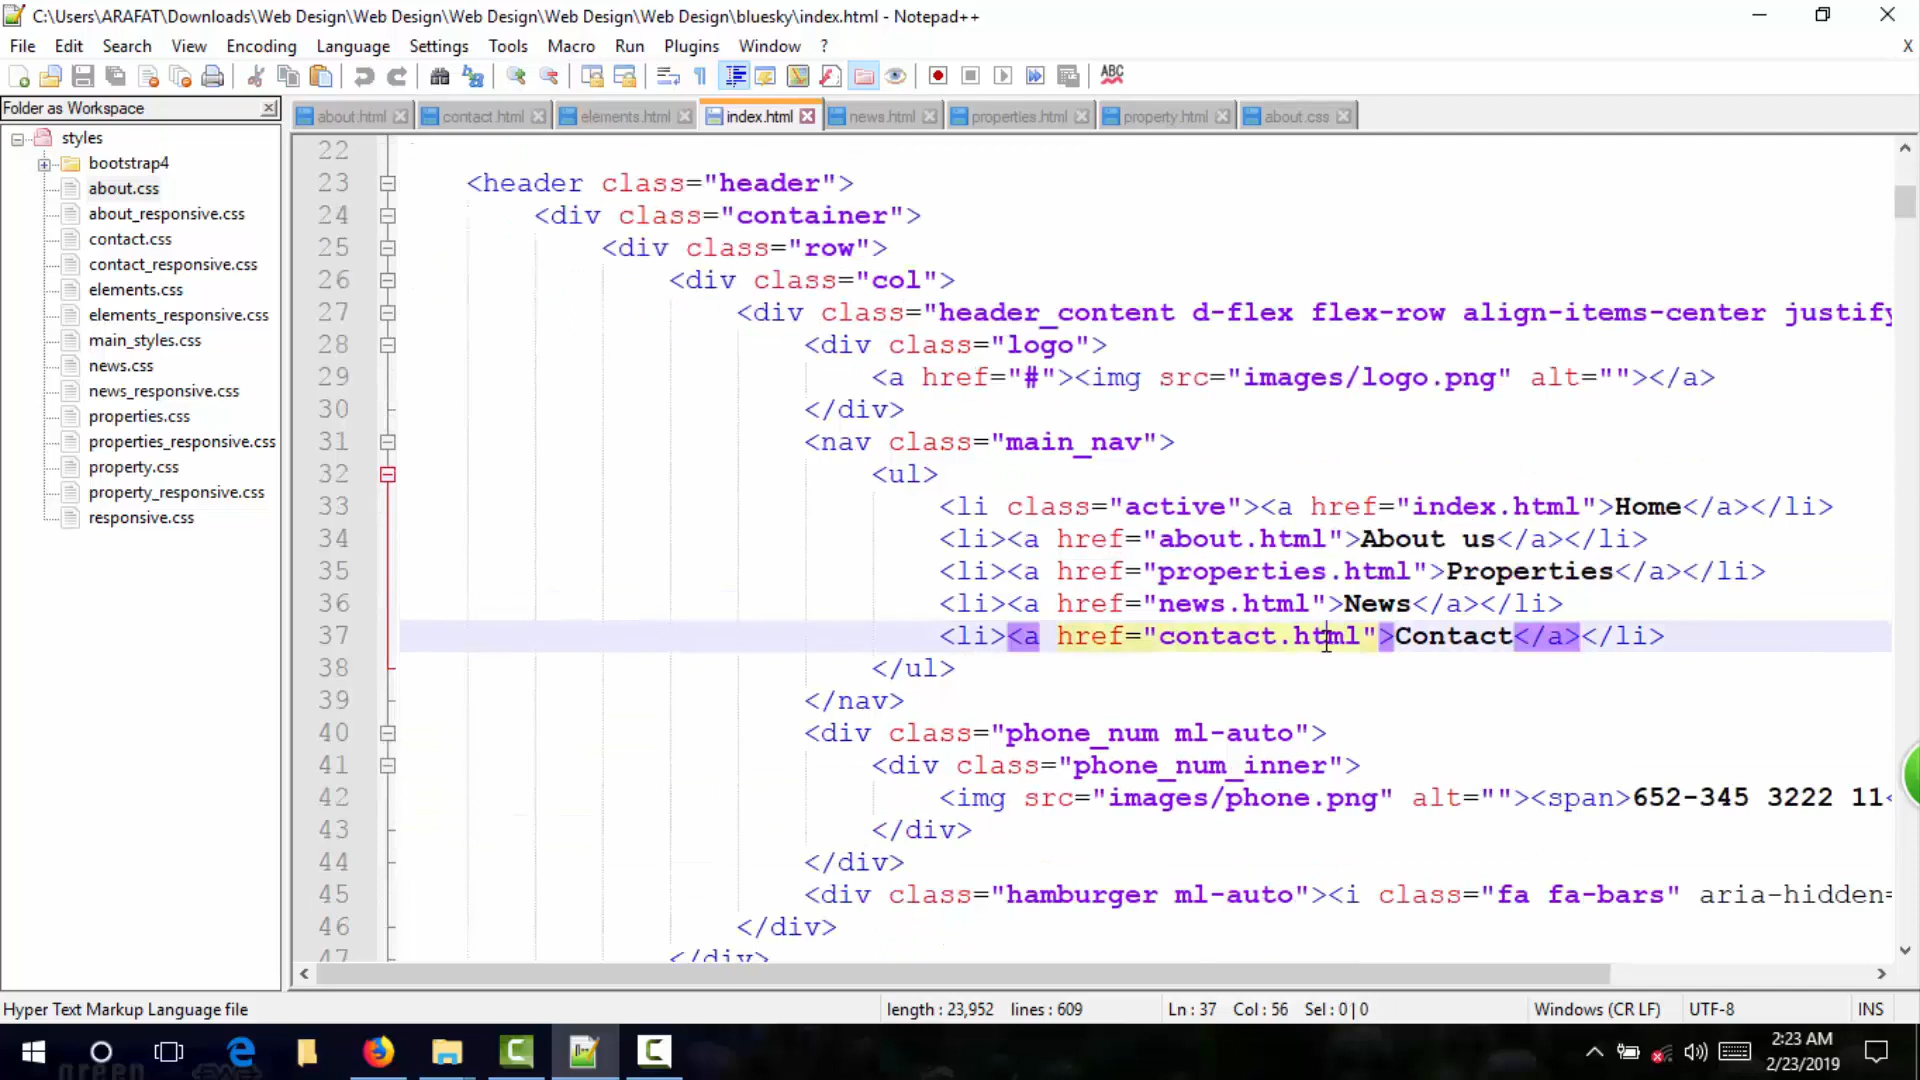 C:\Users\ARAFAT\Downloads\Web Design\Web Design\Web Design\Web Design\Web Design\bluesky\index.html - Notepad++
File Edit Search View Encoding Language Settings Tools Macro Run Plugins Window ? X
ABC
Folder as Workspace
about.html contact.html elements.html index.html news.html properties.html property.html about.css
styles
bootstrap4
about.css
about_responsive.css
contact.css
contact_responsive.css
elements.css
elements_responsive.css
main_styles.css
news.css
news_responsive.css
properties.css
properties_responsive.css
property.css
property_responsive.css
responsive.css
22
23 <header class="header">
24 <div class="container">
25 <div class="row">
26 <div class="col">
27 <div class="header_content d-flex flex-row align-items-center justify
28 <div class="logo">
29 <a href="#"><img src="images/logo.png" alt=""></a>
30 </div>
31 <nav class="main_nav">
32 <ul>
33 <li class="active"><a href="index.html">Home</a></li>
34 <li><a href="about.html">About us</a></li>
35 <li><a href="properties.html">Properties</a></li>
36 <li><a href="news.html">News</a></li>
37 <li><a href="contact.html">Contact</a></li>
38 </ul>
39 </nav>
40 <div class="phone_num ml-auto">
41 <div class="phone_num_inner">
42 <img src="images/phone.png" alt=""><span>652-345 3222 11<
43 </div>
44 </div>
45 <div class="hamburger ml-auto"><i class="fa fa-bars" aria-hidden=
46 </div>
47 </div>
Hyper Text Markup Language file length : 23,952 lines : 609 Ln : 37 Col : 56 Sel : 0 | 0 Windows (CR LF) UTF-8 INS
2:23 AM
2/23/2019